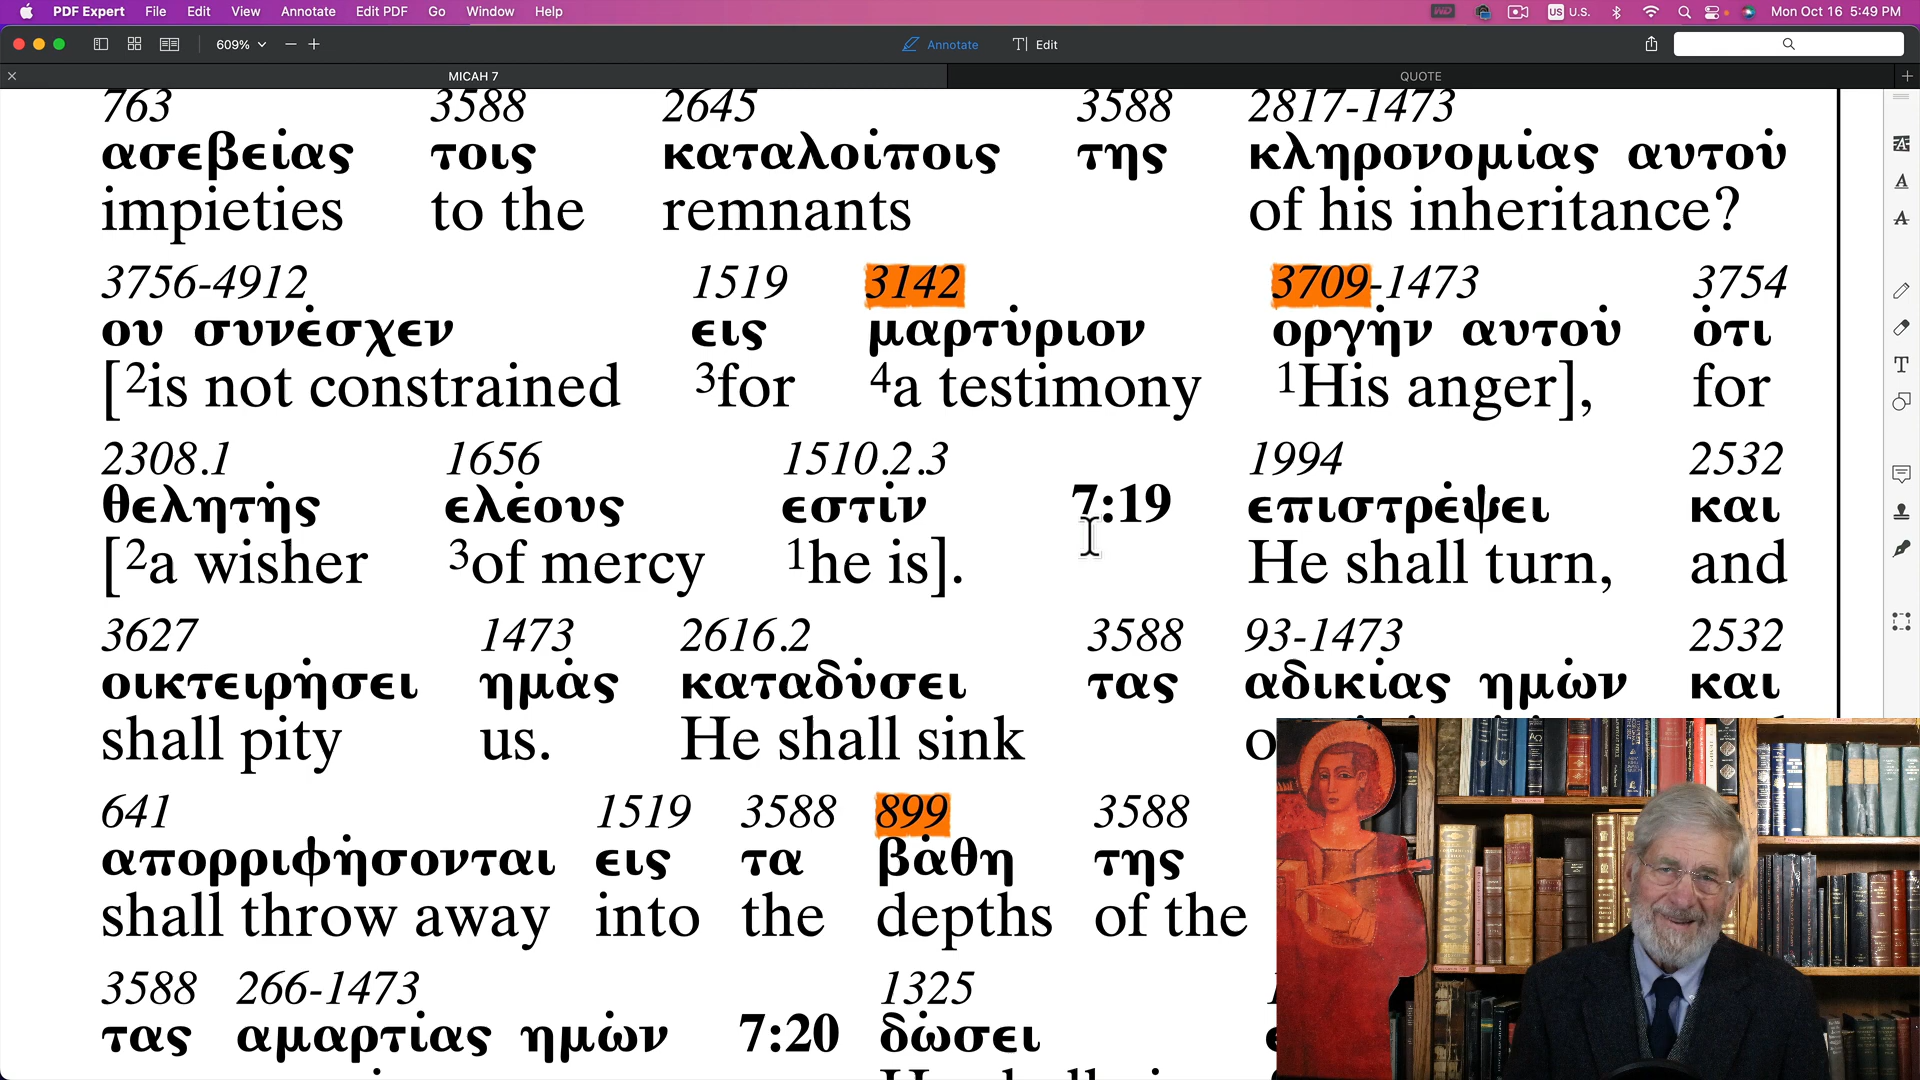 PDF Expert File Edit View Annotate Edit PDF Go Window Help US U.S. Mon Oct 16 5:49 PM
609% Annotate T Edit
MICAH 7 QUOTE
763 3588 2645 3588 2817-1473
ασεβείας τοις καταλοίποις της κληρονομίας αυτού
impieties to the remnants of his inheritance?
3756-4912 1519 3142 3709-1473 3754
ου συνέσχεν εις μαρτύριον οργήν αυτού ότι
[2is not constrained 3for 4a testimony 1His anger], for
2308.1 1656 1510.2.3 1994 2532
θελητής ελέους εστίν 7:19 επιστρέψει και
[2a wisher 3of mercy 1he is]. He shall turn, and
3627 1473 2616.2 3588 93-1473 2532
οικτειρήσει ημάς καταδύσει τας αδικίας ημών και
shall pity us. He shall sink
641 1519 3588 899 3588
απορριφήσονται εις τα βάθη της
shall throw away into the depths of the
3588 266-1473 1325
τας αμαρτίας ημών 7:20 δώσει